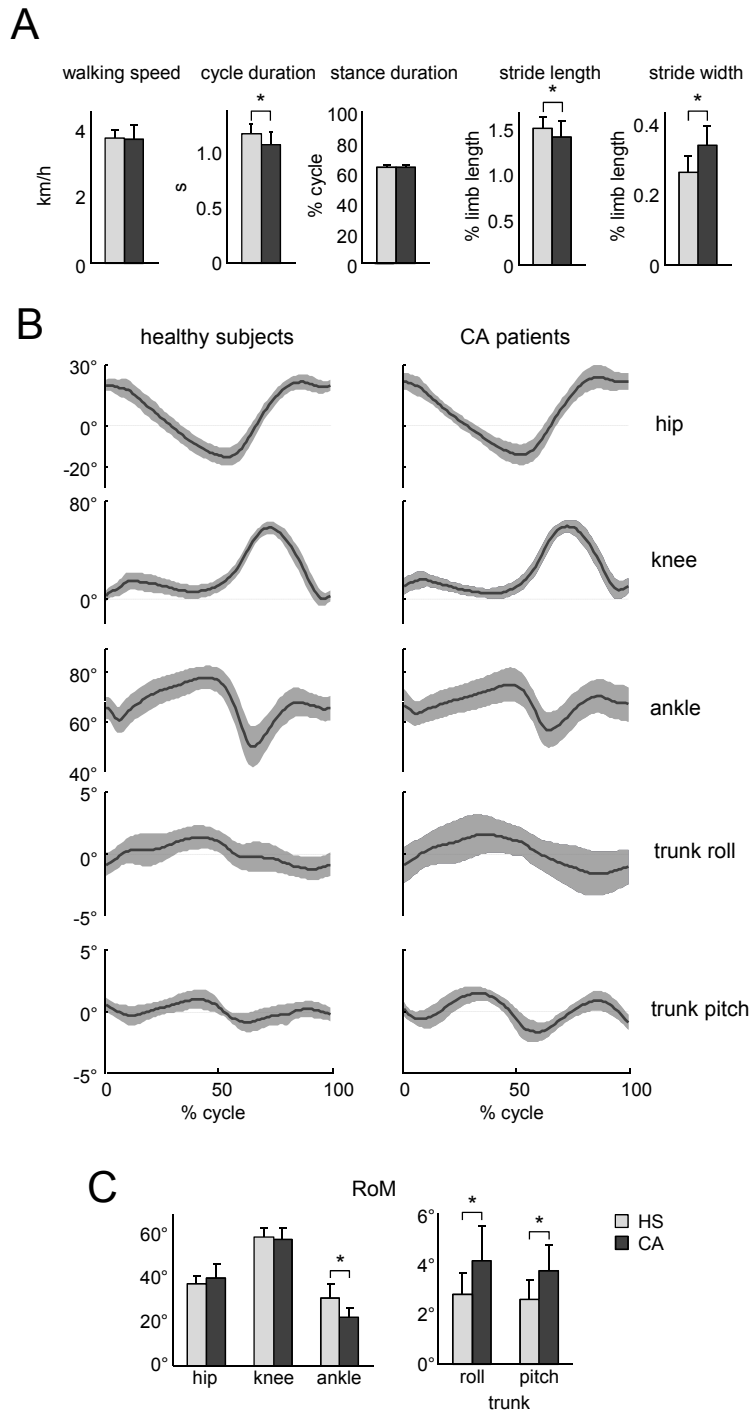 A
walking speed cycle duration stance duration stride length stride width
km/h
4
2
0
s
1.0
0.5
0
*
% cycle
100
80
60
40
20
0
% limb length
1.5
1.0
0.5
0
*
% limb length
0.4
0.2
0
*
B
healthy subjects CA patients
30°
0°
-20°
hip
80°
0°
knee
80°
60°
40°
ankle
5°
0°
-5°
trunk roll
5°
0°
-5°
trunk pitch
0 50 100 0 50 100
% cycle % cycle
C
RoM
60°
40°
20°
0°
*
hip knee ankle
6°
4°
2°
0°
* *
roll pitch
trunk
HS
CA